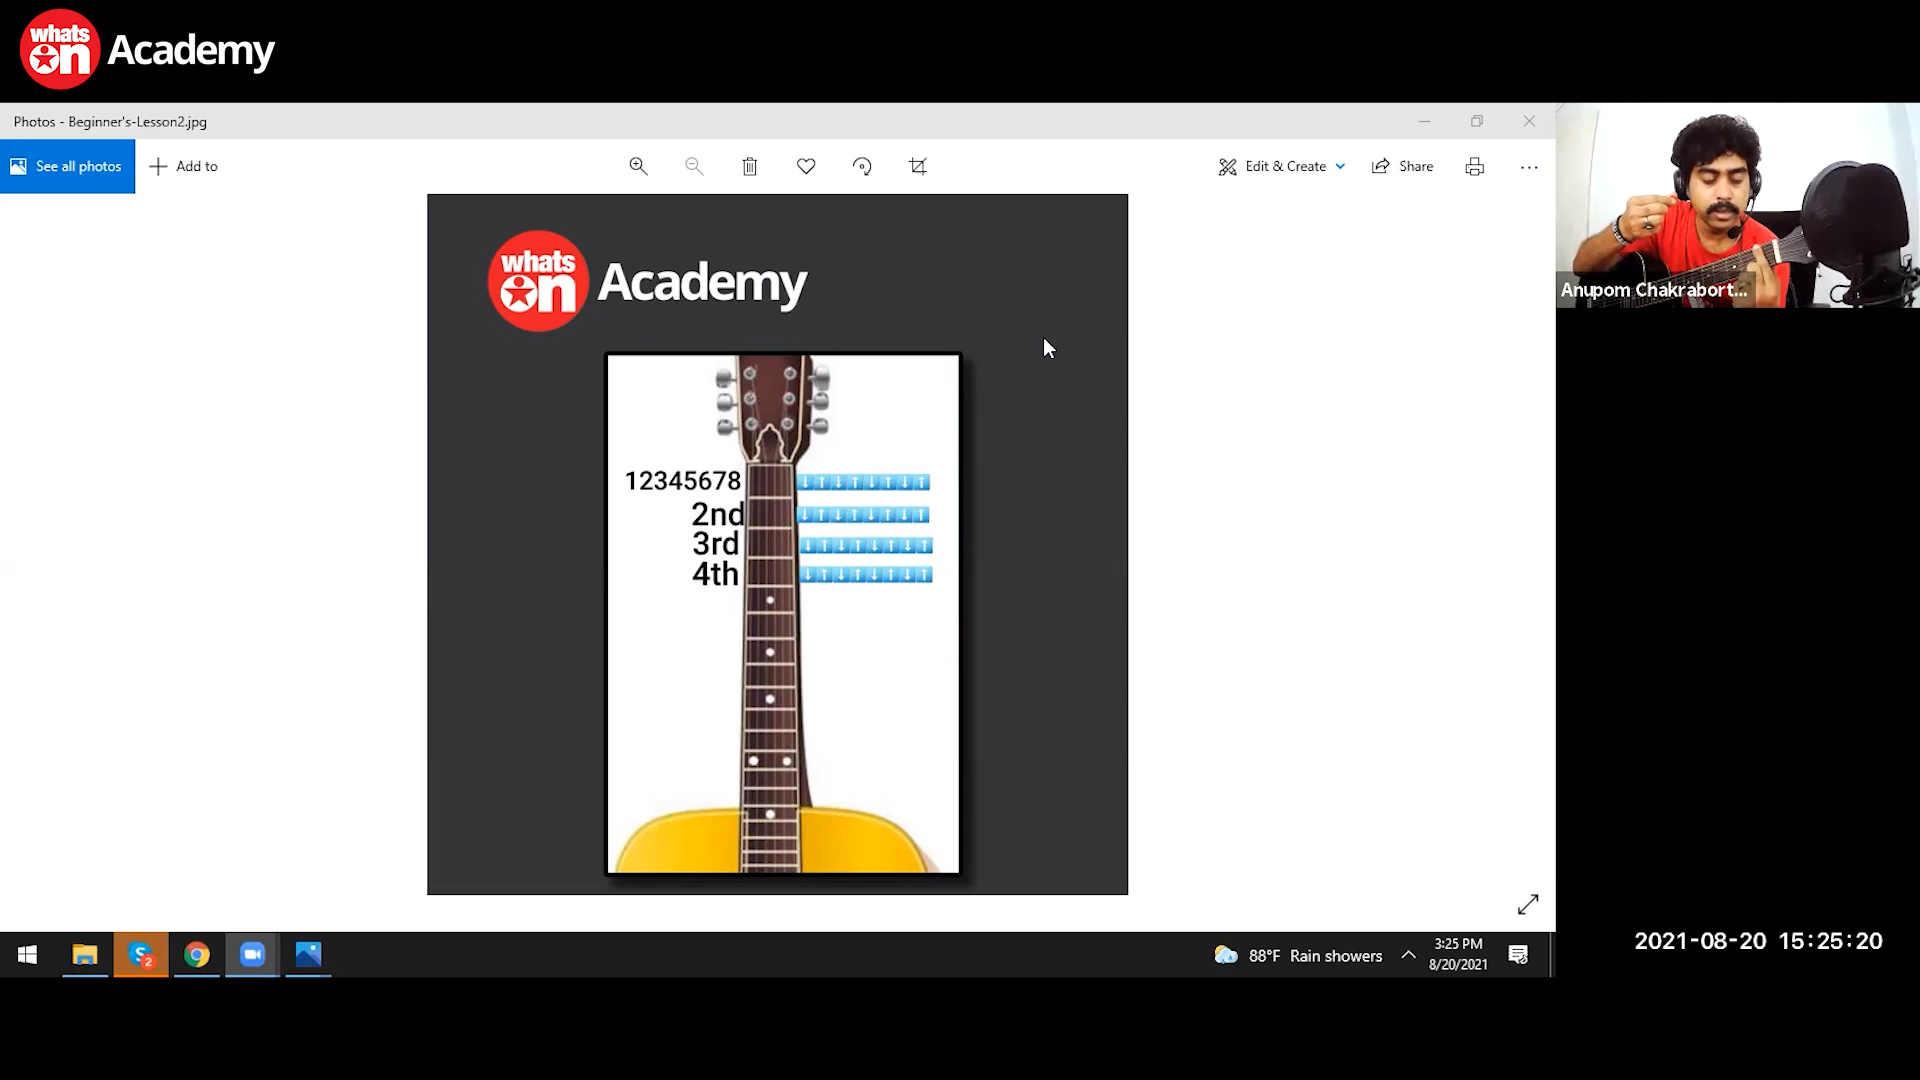 whats
on Academy
Photos - Beginner's-Lesson2.jpg
See all photos
Add to
Edit & Create
Share
whats
on Academy
12345678 ↓↑↓↑↓↑↓↑
2nd ↓↑↓↑↓↑↓↑
3rd ↓↑↓↑↓↑↓↑
4th ↓↑↓↑↓↑↓↑
Anupom Chakrabort...
2021-08-20 15:25:20
S 2
88°F Rain showers
3:25 PM
8/20/2021